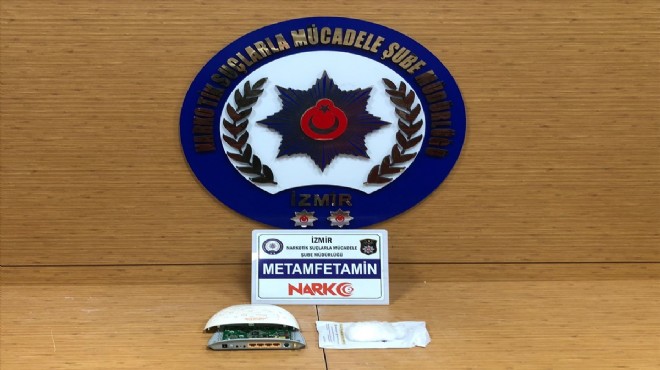 NARKOTİK SUÇLARLA MÜCADELE ŞUBE MÜDÜRLÜĞÜ
İZMİR
İZMİR
NARKOTİK SUÇLARLA MÜCADELE
ŞUBE MÜDÜRLÜĞÜ
METAMFETAMİN
NARKO